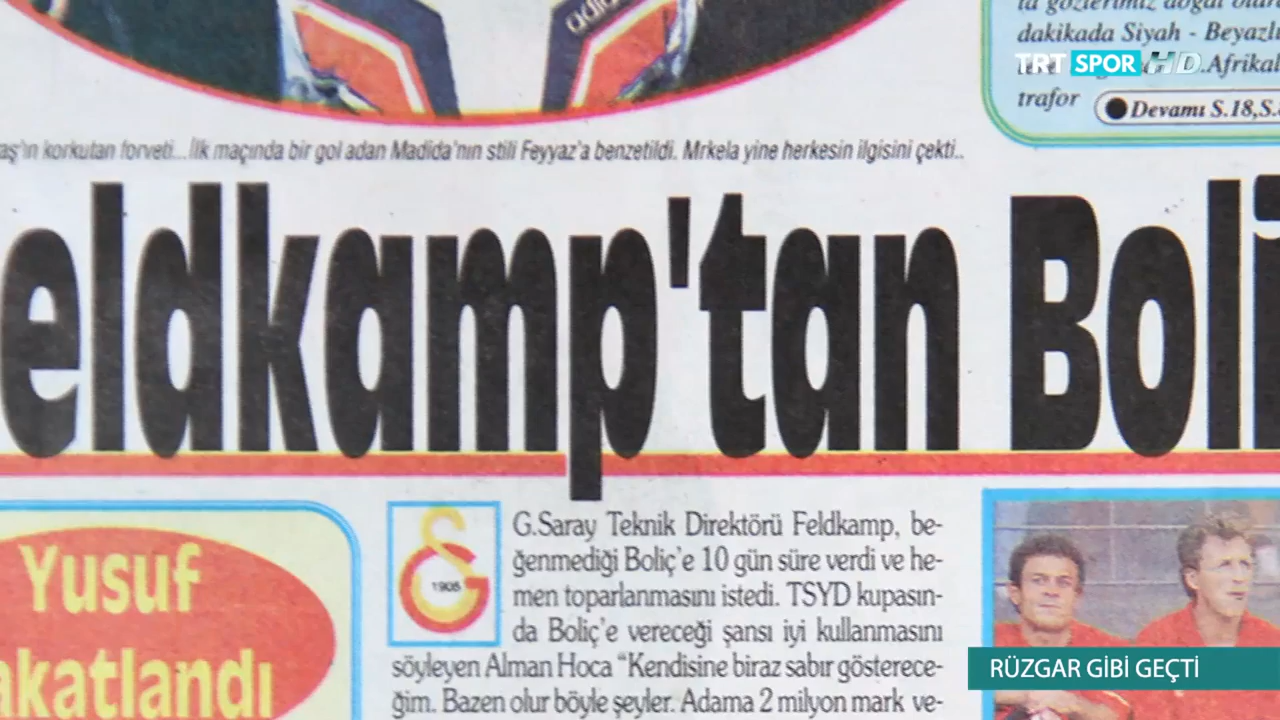 adidas
dakikada Siyah - Beyazlı
TRT SPOR HD
.Afrikal
trafor
Devamı S.18,S.
aş'ın korkutan forveti...İlk maçında bir gol adan Madida'nın stili Feyyaz'a benzetildi. Mrkela yine herkesin ilgisini çekti..
eldkamp'tan Boli
Yusuf
akatlandı
1905
G.Saray Teknik Direktörü Feldkamp, be-
ğenmediği Boliç'e 10 gün süre verdi ve he-
men toparlanmasını istedi. TSYD kupasın-
da Boliç'e vereceği şansı iyi kullanmasını
söyleyen Alman Hoca “Kendisine biraz sabır göstere­ce-
ğim. Bazen olur böyle şeyler. Adama 2 milyon mark ve-
RÜZGAR GİBİ GEÇTİ